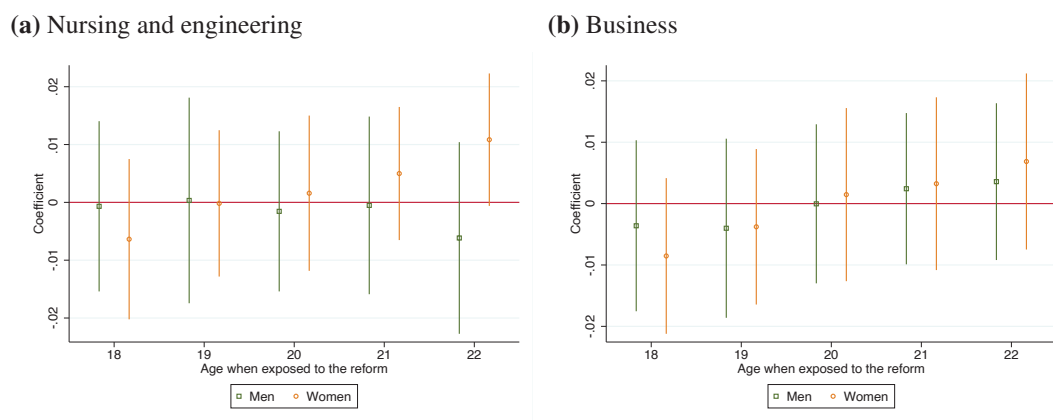 (a) Nursing and engineering
Coefficient
.02
.01
0
-.01
-.02
18 19 20 21 22
Age when exposed to the reform
Men Women
(b) Business
Coefficient
.02
.01
0
-.01
-.02
18 19 20 21 22
Age when exposed to the reform
Men Women